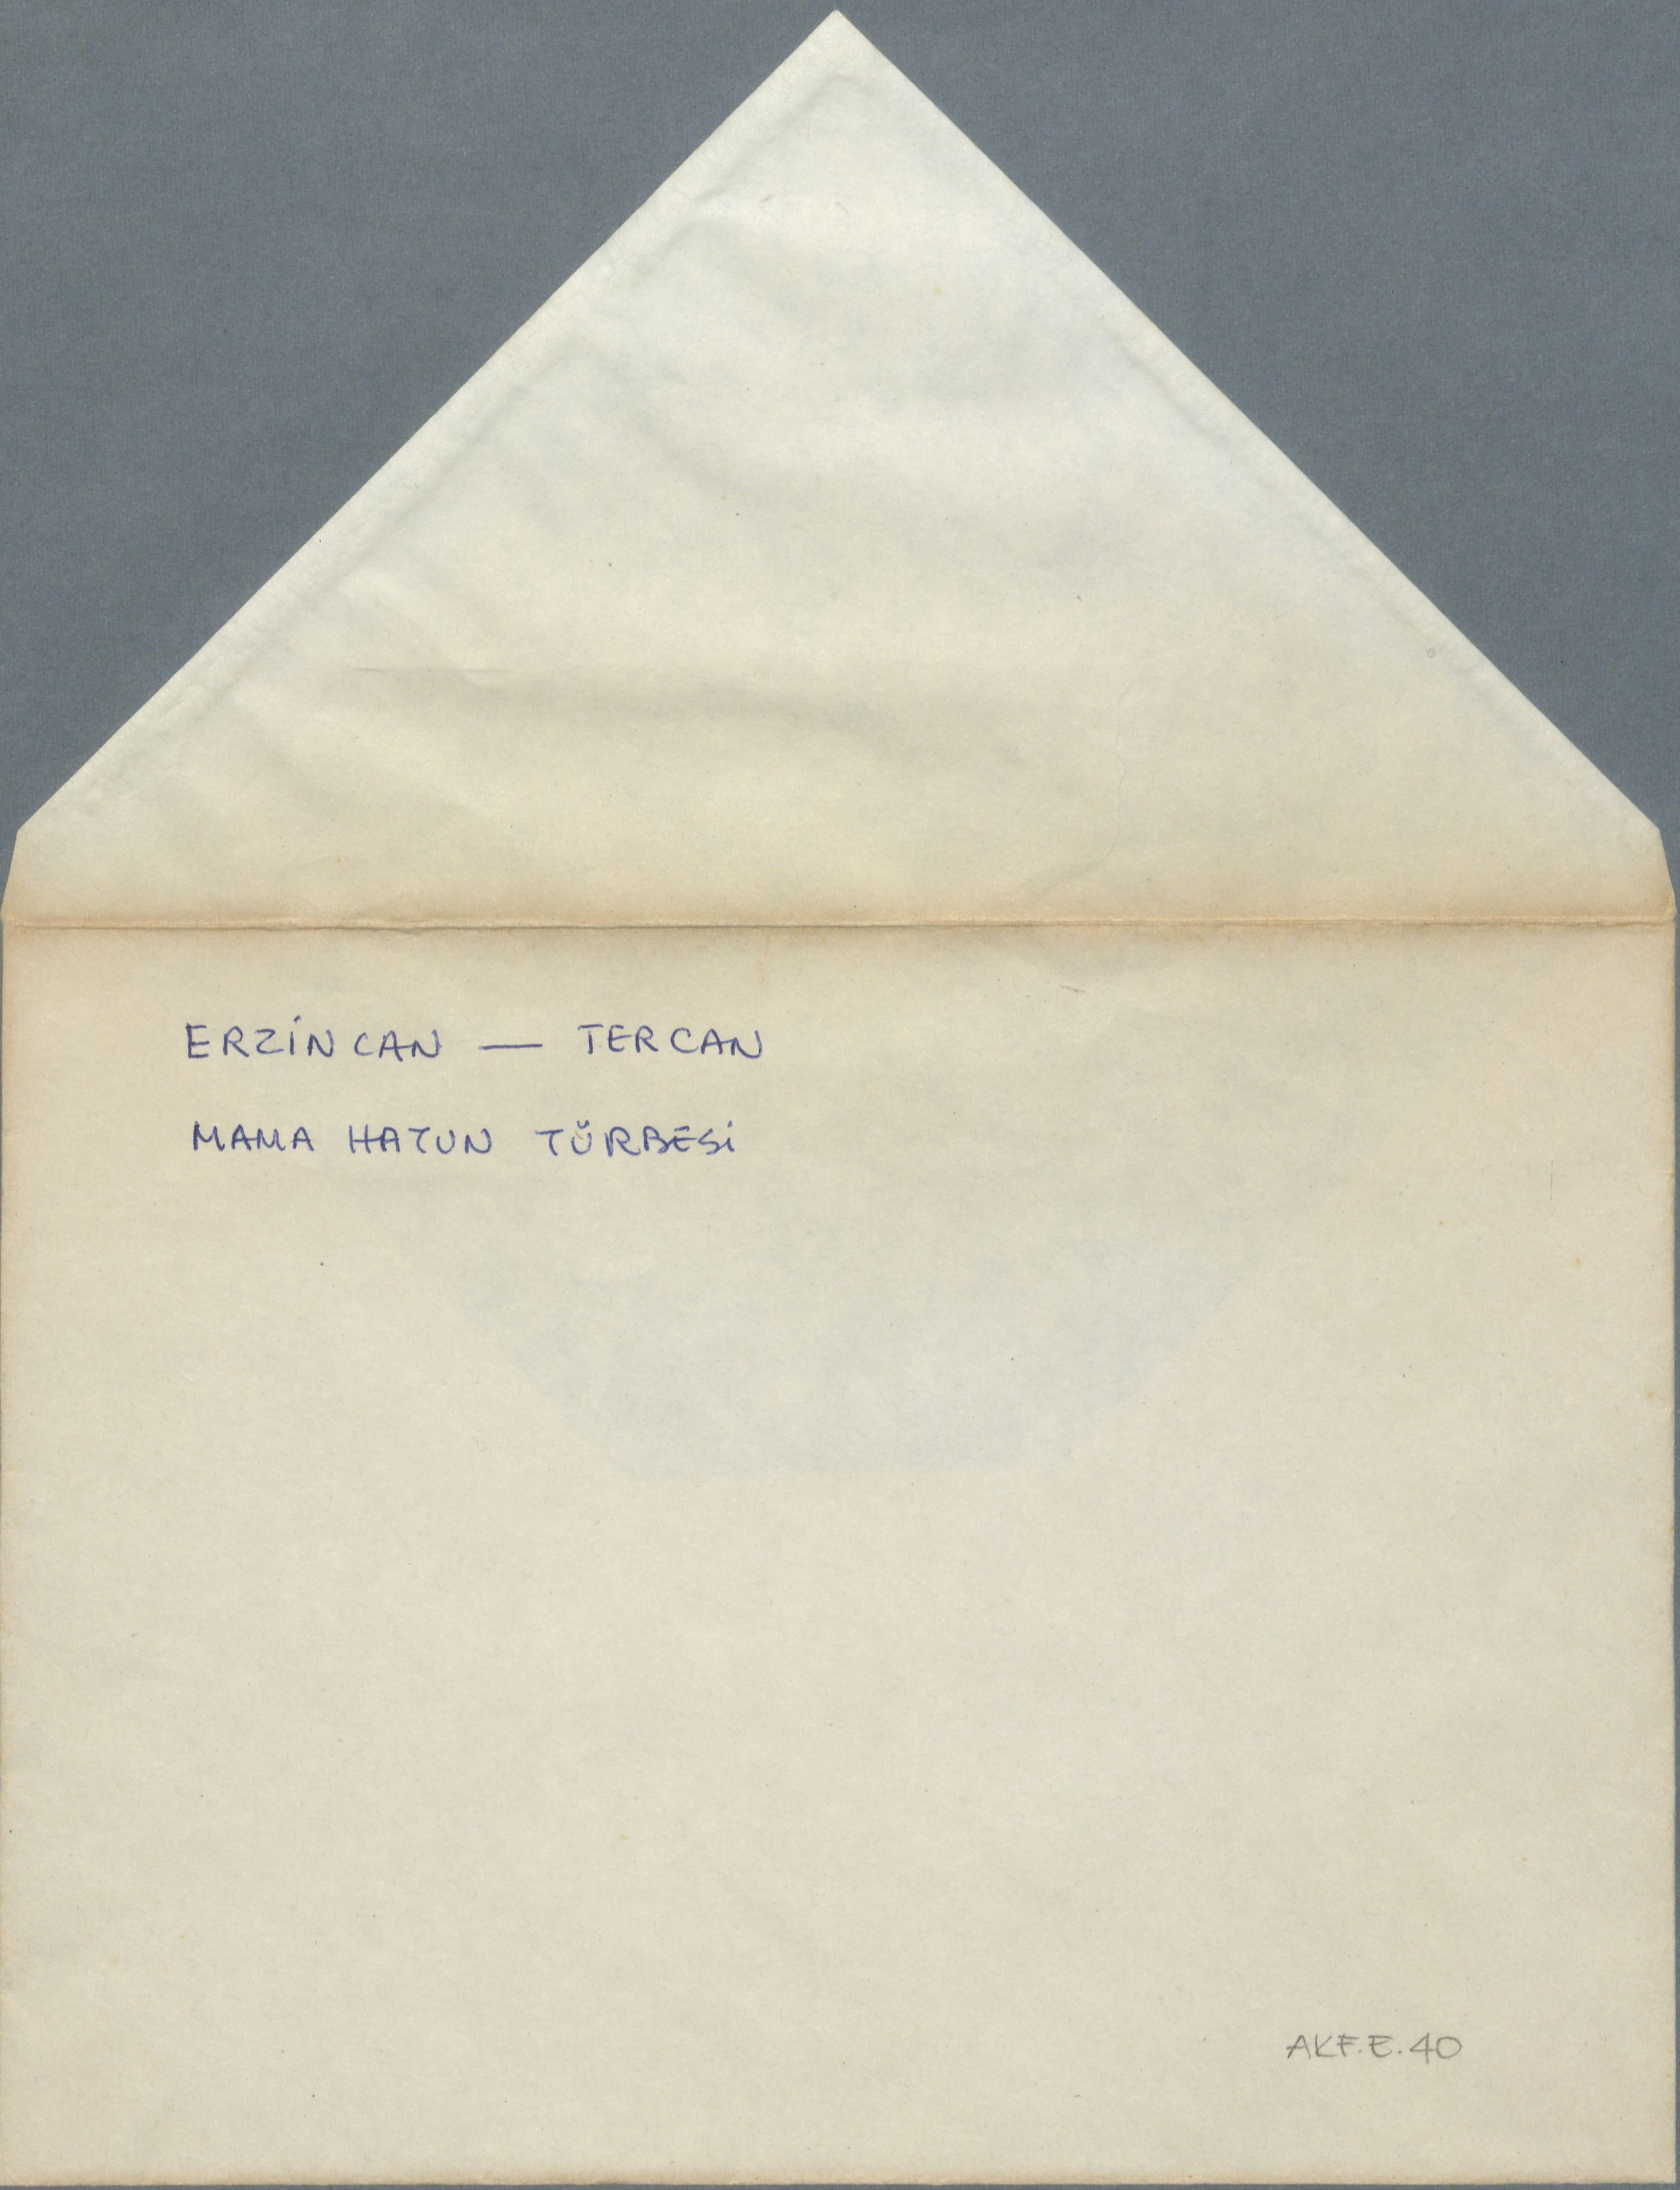 ERZİNCAN — TERCAN
MAMA HATUN TÜRBESİ
AKF.E.40